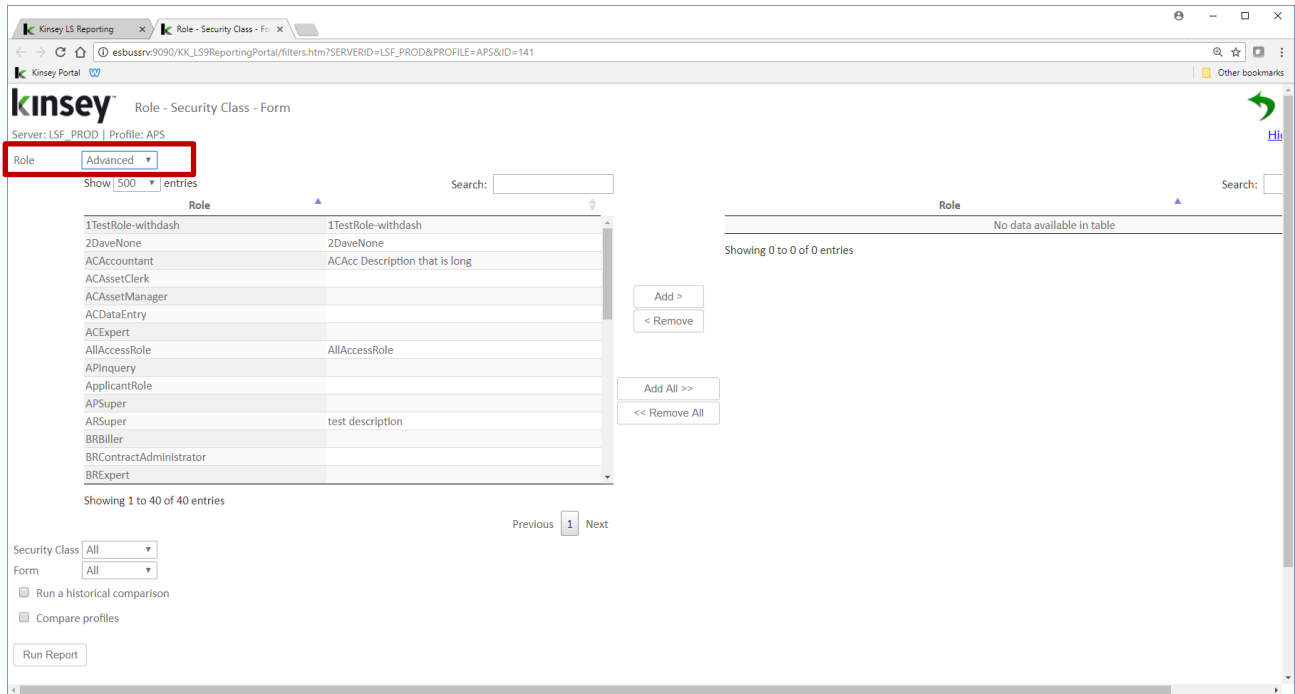 Kinsey LS Reporting
Role - Security Class - Fo
esbussrv:9090/KK_LS9ReportingPortal/filters.htm?SERVERID=LSF_PROD&PROFILE=APS&ID=141
Kinsey Portal
Other bookmarks
kinsey Role - Security Class - Form
Server: LSF_PROD | Profile: APS
Hi
Role Advanced
Show 500 entries Search: Search:
Role Role
1TestRole-withdash 1TestRole-withdash No data available in table
2DaveNone 2DaveNone
Showing 0 to 0 of 0 entries
ACAccountant ACAcc Description that is long
ACAssetClerk
ACAssetManager Add >
ACDataEntry
< Remove
ACExpert
AllAccessRole AllAccessRole
APInquery
ApplicantRole Add All >>
APSuper
<< Remove All
ARSuper test description
BRBiller
BRContractAdministrator
BRExpert
Showing 1 to 40 of 40 entries
Previous 1 Next
Security Class All
Form All
Run a historical comparison
Compare profiles
Run Report